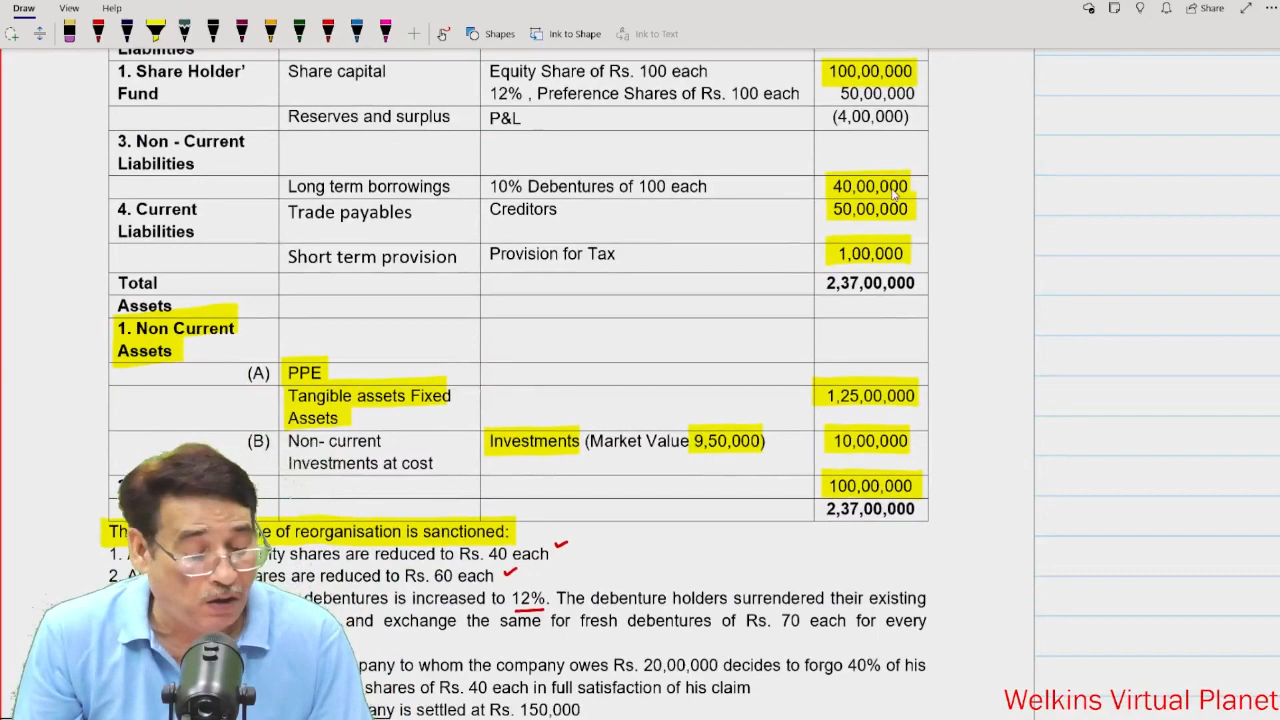 Draw View Help
Share
Shapes Ink to Shape Ink to Text
Liabilities
1. Share Holder’ Share capital Equity Share of Rs. 100 each 100,00,000
Fund 12% , Preference Shares of Rs. 100 each 50,00,000
Reserves and surplus P&L (4,00,000)
3. Non - Current
Liabilities
Long term borrowings 10% Debentures of 100 each 40,00,000
4. Current Trade payables Creditors 50,00,000
Liabilities
Short term provision Provision for Tax 1,00,000
Total 2,37,00,000
Assets
1. Non Current
Assets
(A) PPE
Tangible assets Fixed 1,25,00,000
Assets
(B) Non- current Investments (Market Value 9,50,000) 10,00,000
Investments at cost
100,00,000
2,37,00,000
of reorganisation is sanctioned:
1. shares are reduced to Rs. 40 each
2. are reduced to Rs. 60 each
debentures is increased to 12%. The debenture holders surrendered their existing
and exchange the same for fresh debentures of Rs. 70 each for every
to whom the company owes Rs. 20,00,000 decides to forgo 40% of his
shares of Rs. 40 each in full satisfaction of his claim
is settled at Rs. 150,000
Welkins Virtual Planet